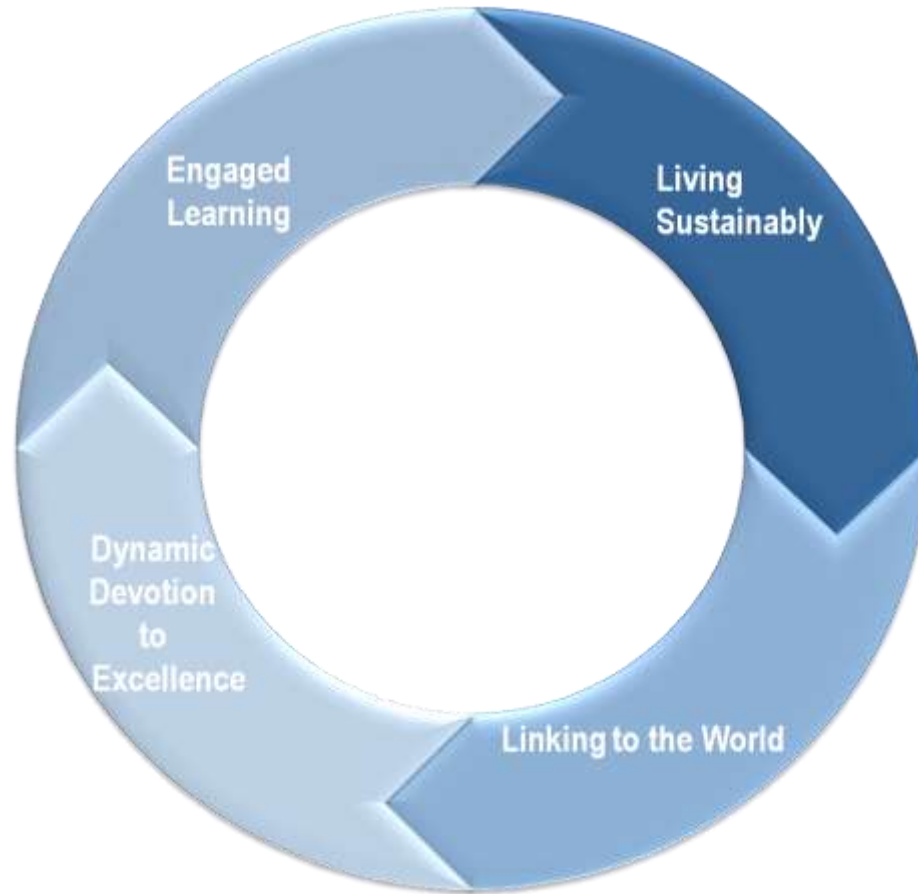 Engaged
Learning
Living
Sustainably
Dynamic
Devotion
to
Excellence
Linking to the World